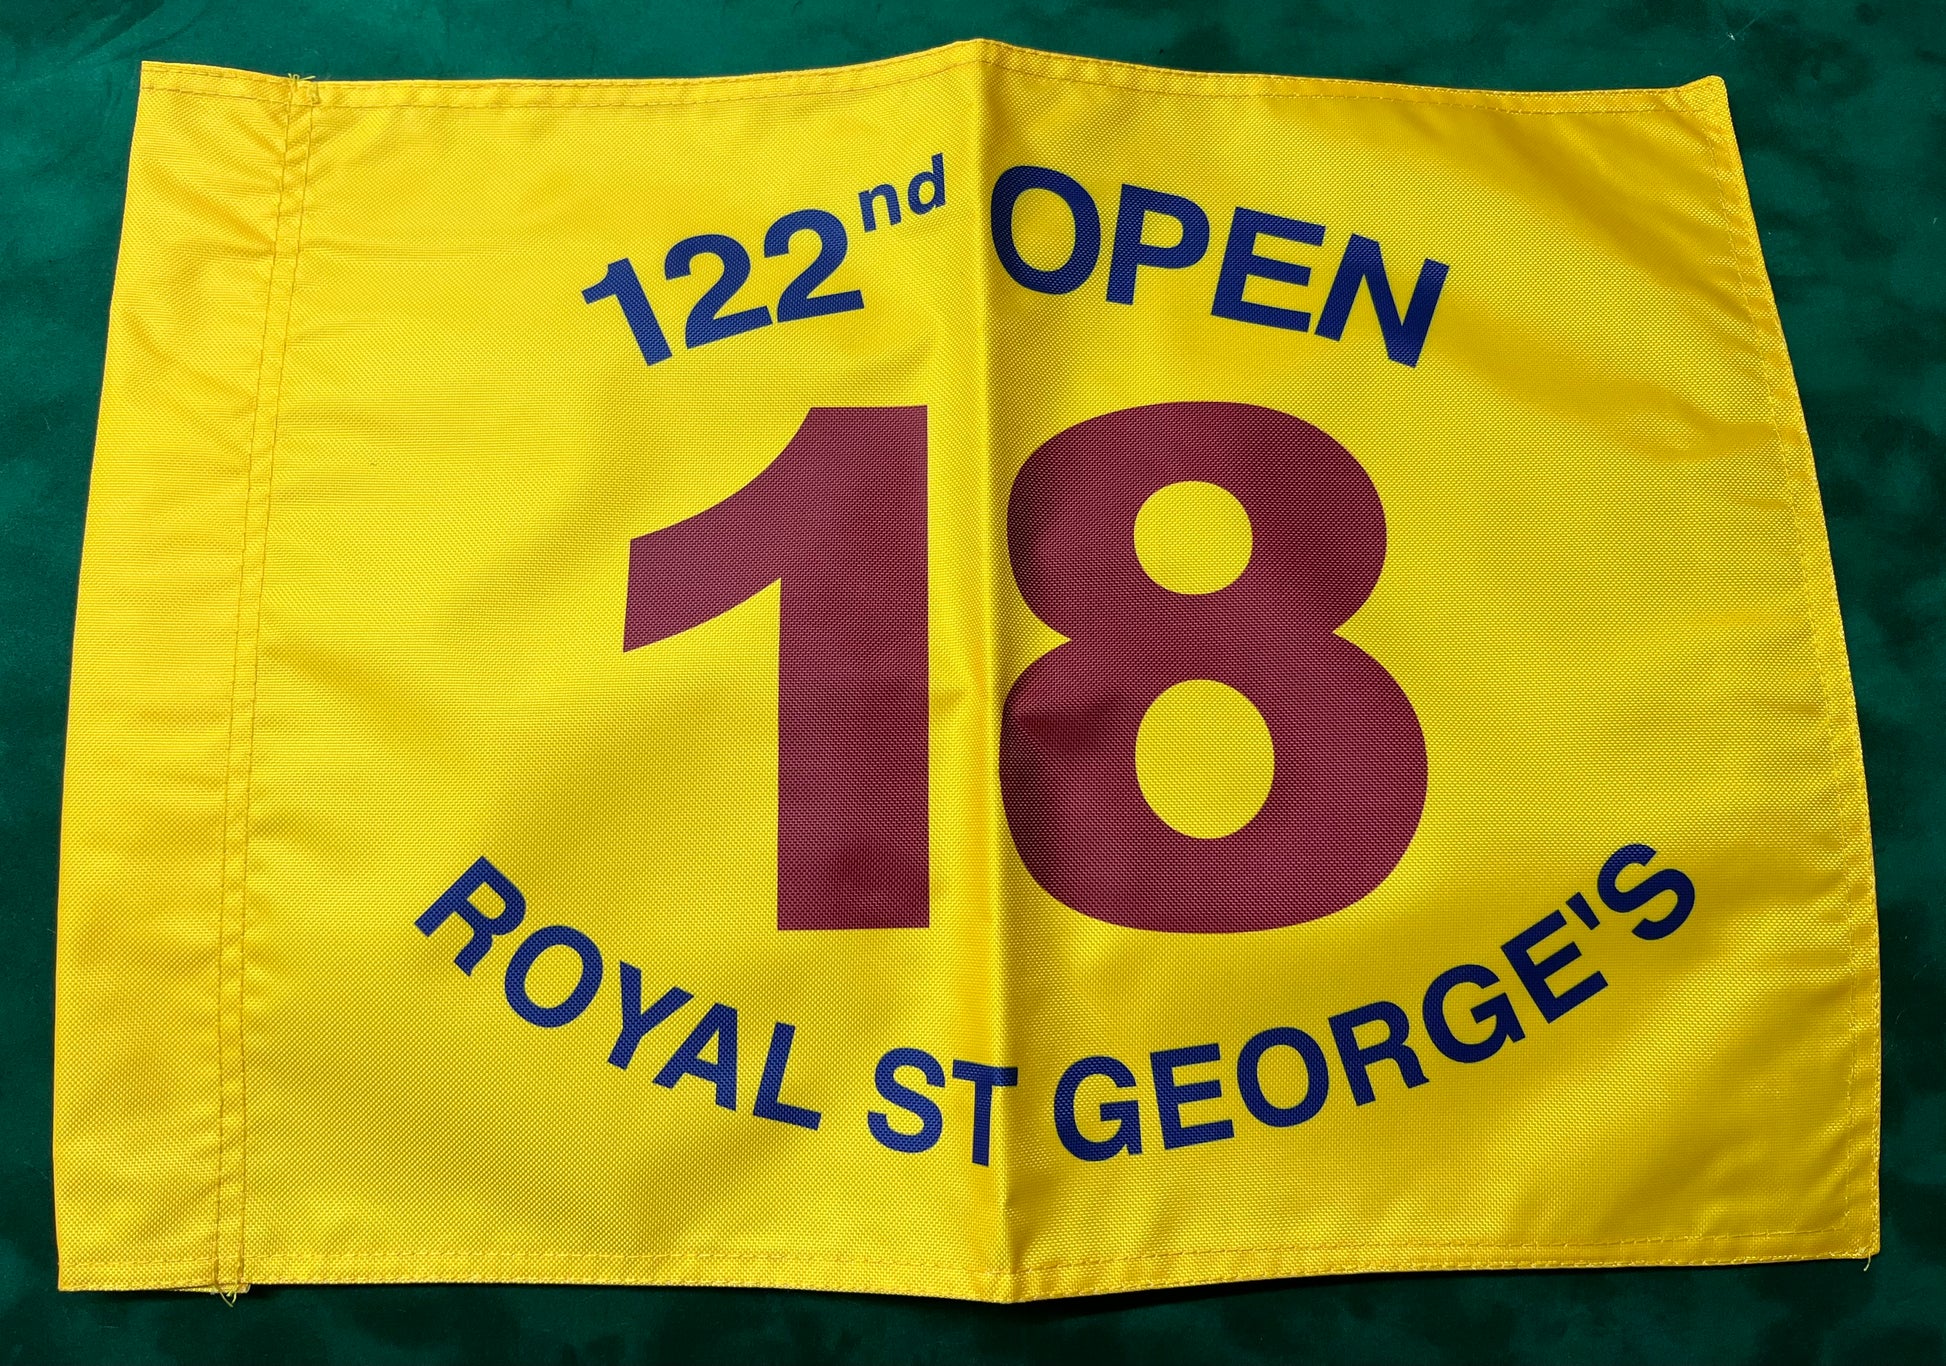 122nd OPEN
18
ROYAL ST GEORGE'S